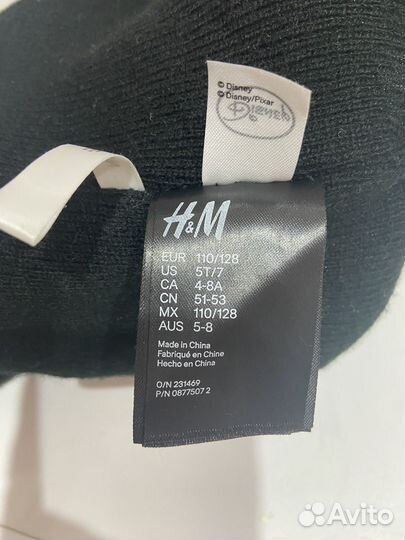 © Disney
© Disney/Pixar
Disney
©
H&M
EUR 110/128
US 5T/7
CA 4-8A
CN 51-53
MX 110/128
AUS 5-8
Made in China
Fabriqué en Chine
Hecho en China
O/N 231469
P/N 0877507 2
Avito